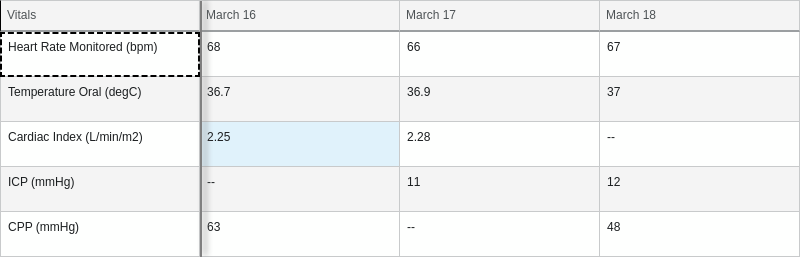 Vitals March 16 March 17 March 18
Heart Rate Monitored (bpm) 68 66 67
Temperature Oral (degC) 36.7 36.9 37
Cardiac Index (L/min/m2) 2.25 2.28 --
ICP (mmHg) -- 11 12
CPP (mmHg) 63 -- 48